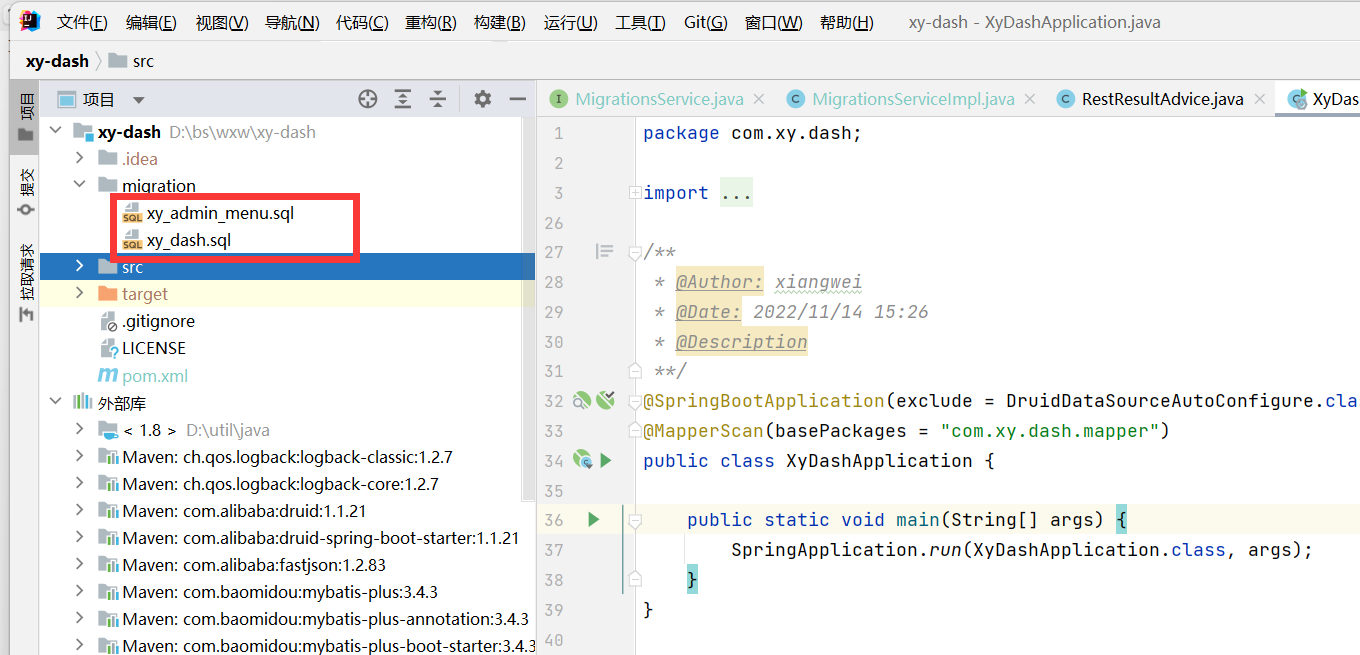 文件(F) 编辑(E) 视图(V) 导航(N) 代码(C) 重构(R) 构建(B) 运行(U) 工具(T) Git(G) 窗口(W) 帮助(H) xy-dash - XyDashApplication.java
xy-dash src
项目
提交
拉取请求
项目
xy-dash D:\bs\wxw\xy-dash
.idea
migration
xy_admin_menu.sql
xy_dash.sql
src
target
.gitignore
LICENSE
pom.xml
外部库
< 1.8 > D:\util\java
Maven: ch.qos.logback:logback-classic:1.2.7
Maven: ch.qos.logback:logback-core:1.2.7
Maven: com.alibaba:druid:1.1.21
Maven: com.alibaba:druid-spring-boot-starter:1.1.21
Maven: com.alibaba:fastjson:1.2.83
Maven: com.baomidou:mybatis-plus:3.4.3
Maven: com.baomidou:mybatis-plus-annotation:3.4.3
Maven: com.baomidou:mybatis-plus-boot-starter:3.4.3
MigrationsService.java MigrationsServiceImpl.java RestResultAdvice.java XyDas
1 package com.xy.dash;
2
3 import ...
26
27 /**
28 * @Author: xiangwei
29 * @Date: 2022/11/14 15:26
30 * @Description
31 **/
32 @SpringBootApplication(exclude = DruidDataSourceAutoConfigure.cla
33 @MapperScan(basePackages = "com.xy.dash.mapper")
34 public class XyDashApplication {
35
36 public static void main(String[] args) {
37 SpringApplication.run(XyDashApplication.class, args);
38 }
39 }
40